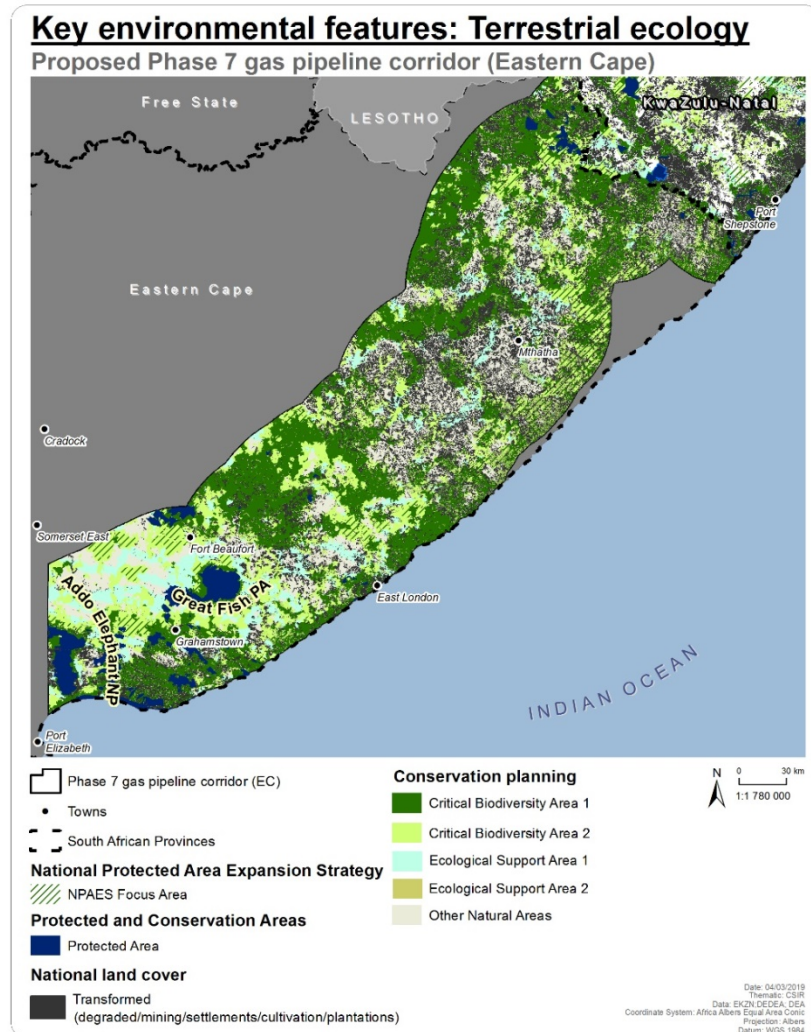 Key environmental features: Terrestrial ecology
Proposed Phase 7 gas pipeline corridor (Eastern Cape)
Free State
LESOTHO
KwaZulu-Natal
Port
Shepstone
Eastern Cape
Mthatha
Cradock
Somerset East
Fort Beaufort
Addo Elephant NP
Great Fish PA
East London
Grahamstown
INDIAN OCEAN
Port
Elizabeth
Phase 7 gas pipeline corridor (EC)
Towns
South African Provinces
National Protected Area Expansion Strategy
NPAES Focus Area
Protected and Conservation Areas
Protected Area
National land cover
Transformed
(degraded/mining/settlements/cultivation/plantations)
Conservation planning
Critical Biodiversity Area 1
Critical Biodiversity Area 2
Ecological Support Area 1
Ecological Support Area 2
Other Natural Areas
N
0 30 km
1:1 780 000
Date: 04/03/2019
Thematic: CSIR
Data: EKZN;DEDEA; DEA
Coordinate System: Africa Albers Equal Area Conic
Projection: Albers
Datum: WGS 1984